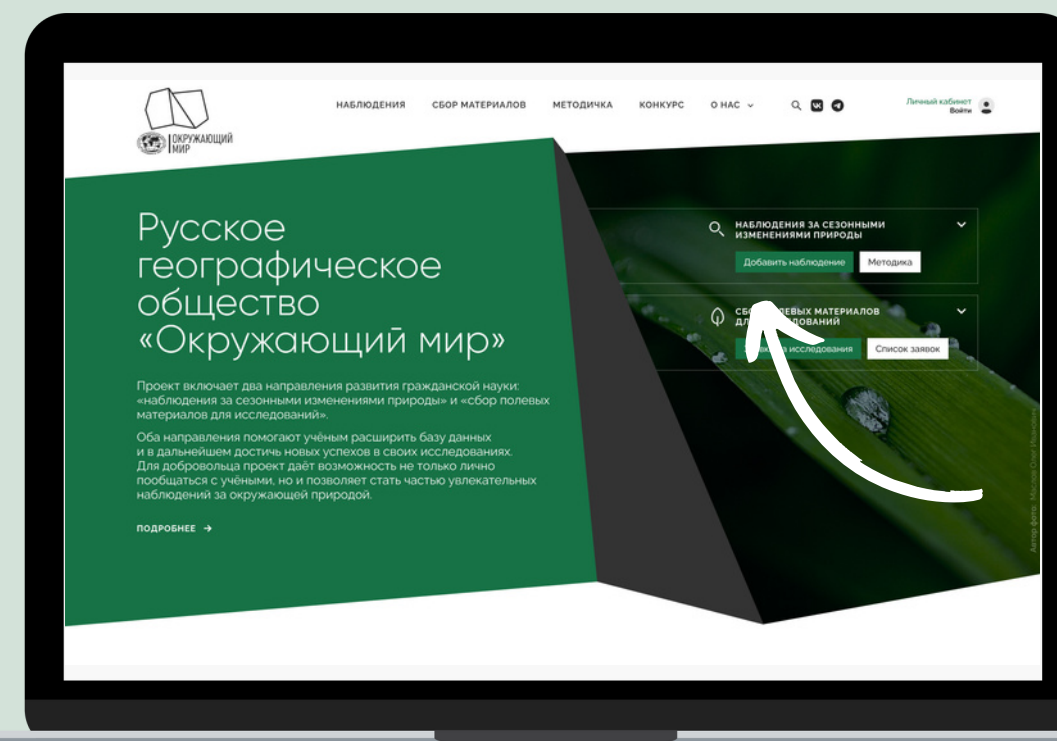 НАБЛЮДЕНИЯ СБОР МАТЕРИАЛОВ МЕТОДИЧКА КОНКУРС О НАС
Личный кабинет
Войти
ОКРУЖАЮЩИЙ
МИР
Русское
географическое
общество
«Окружающий мир»
Проект включает два направления развития гражданской науки:
«наблюдения за сезонными изменениями природы» и «сбор полевых
материалов для исследований».
Оба направления помогают учёным расширить базу данных
и в дальнейшем достичь новых успехов в своих исследованиях.
Для добровольца проект даёт возможность не только лично
пообщаться с учёными, но и позволяет стать частью увлекательных
наблюдений за окружающей природой.
ПОДРОБНЕЕ →
НАБЛЮДЕНИЯ ЗА СЕЗОННЫМИ
ИЗМЕНЕНИЯМИ ПРИРОДЫ
Добавить наблюдение Методика
МАТЕРИАЛОВ
исследования Список заявок
Автор фото: